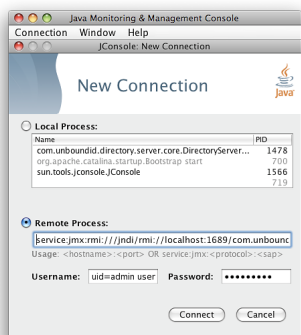 Java Monitoring & Management Console
Connection Window Help
JConsole: New Connection
New Connection
Java
Local Process:
Name PID
com.unboundid.directory.server.core.DirectoryServer... 1478
org.apache.catalina.startup.Bootstrap start 700
sun.tools.jconsole.JConsole 1566
719
Remote Process:
service:jmx:rmi:///jndi/rmi://localhost:1689/com.unbounc
Usage: <hostname>:<port> OR service:jmx:<protocol>:<sap>
Username: uid=admin user Password: •••••••••
Connect Cancel